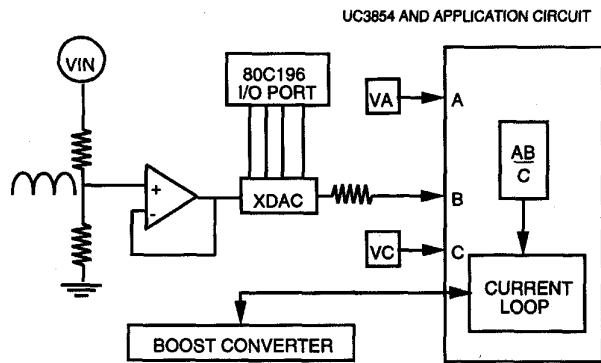 UC3854 AND APPLICATION CIRCUIT
VIN
80C196
I/O PORT
VA
A
+
-
XDAC
B
AB
C
VC
C
CURRENT
LOOP
BOOST CONVERTER